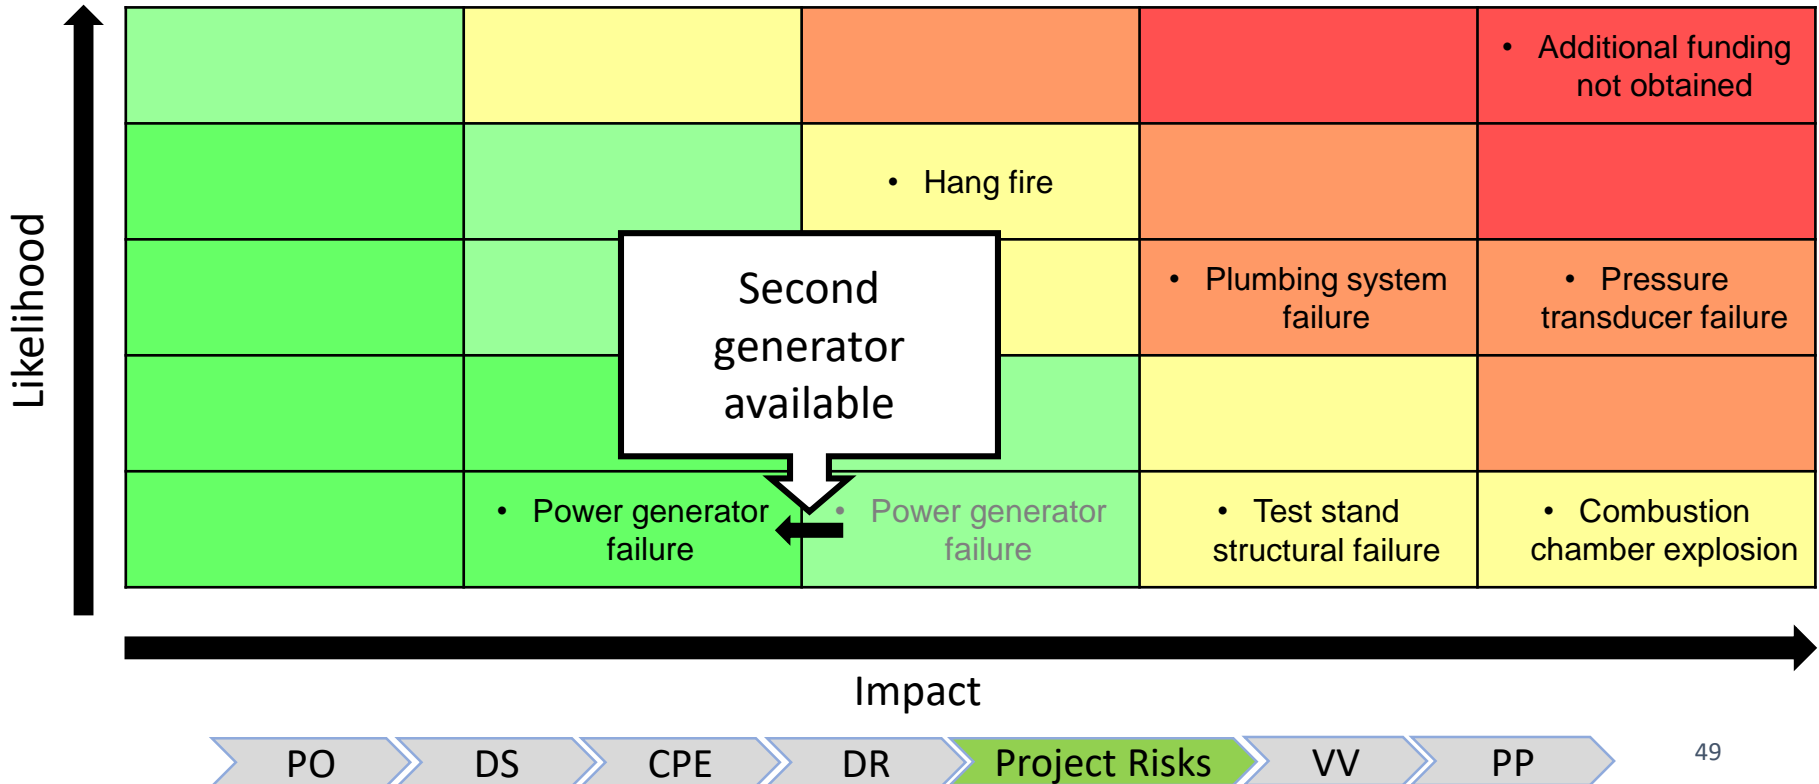 • Additional funding
not obtained
• Hang fire
Likelihood
Second
generator
available
• Plumbing system
failure
• Pressure
transducer failure
• Power generator
failure
• Power generator
failure
• Test stand
structural failure
• Combustion
chamber explosion
Impact
PO
DS
CPE
DR
Project Risks
VV
PP
49